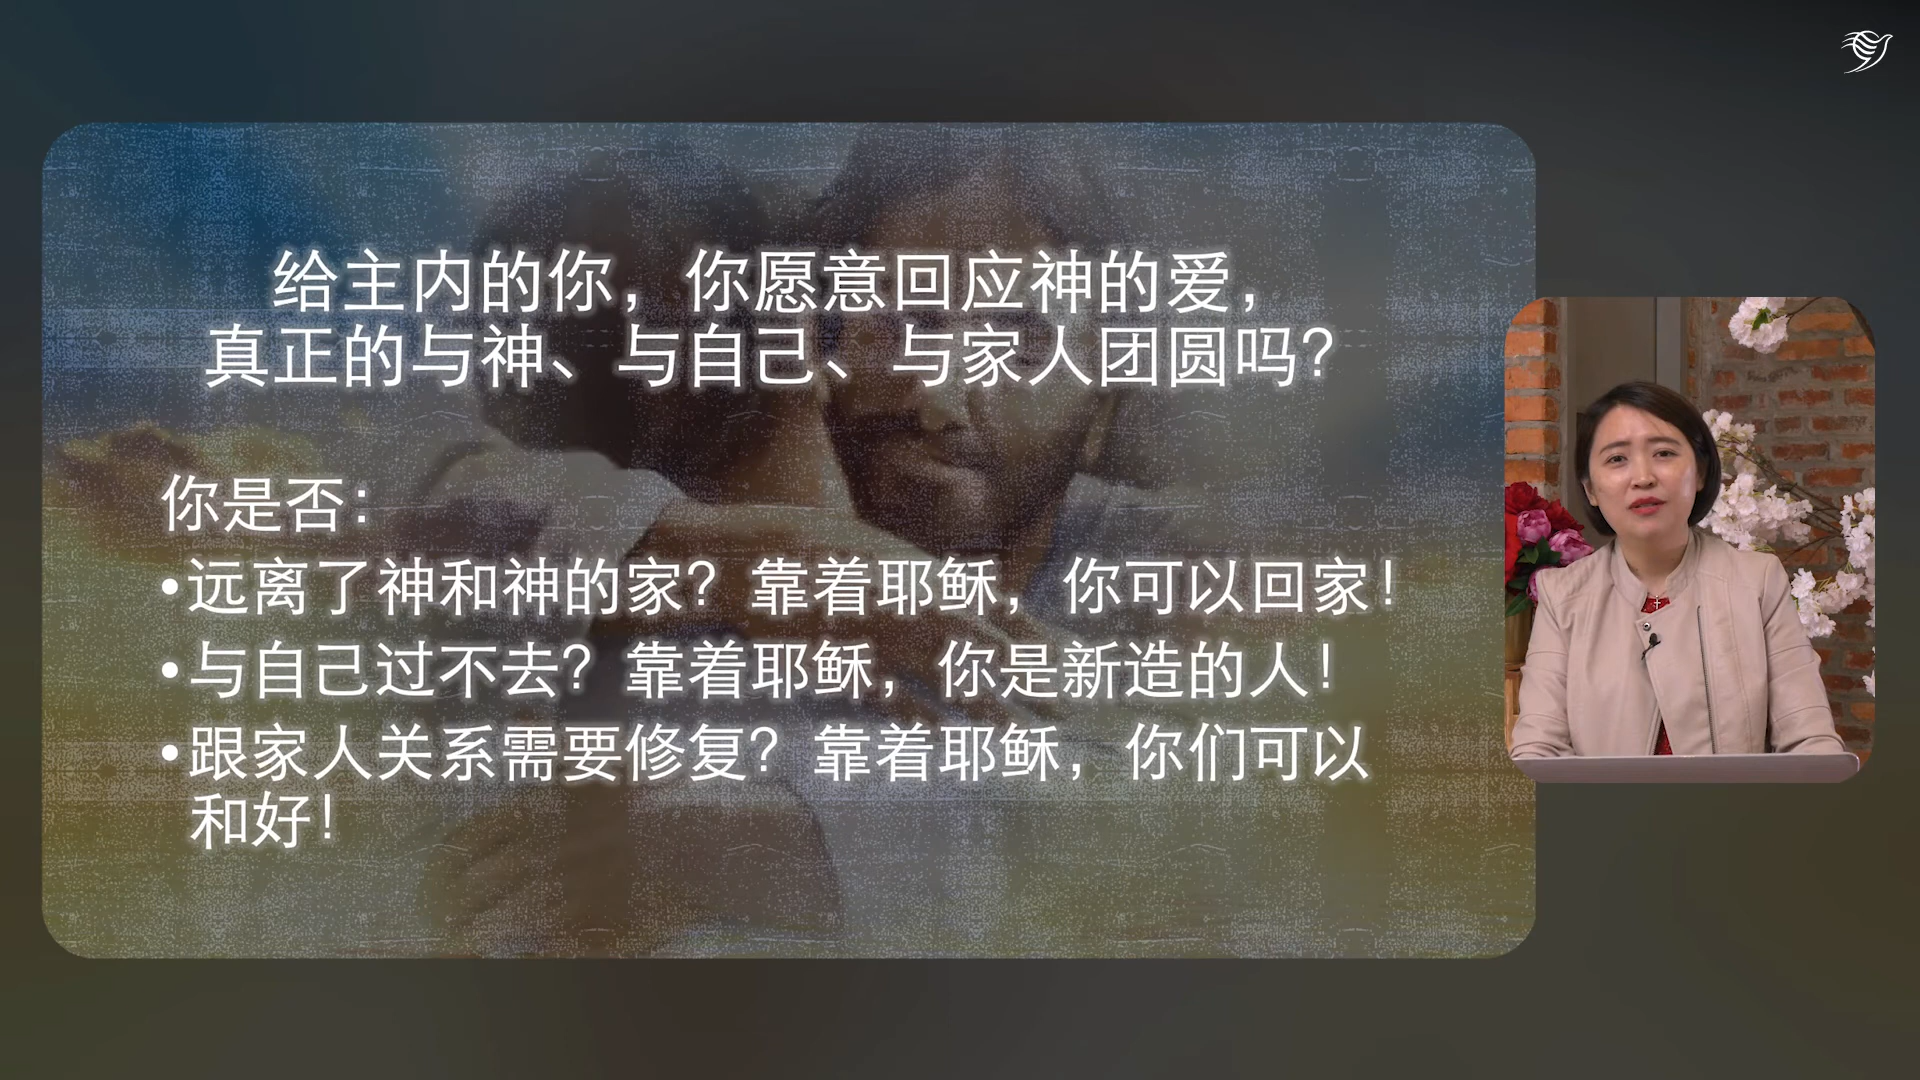 给主内的你，你愿意回应神的爱，
真正的与神、与自己、与家人团圆吗？
你是否：
•远离了神和神的家？靠着耶稣，你可以回家！
•与自己过不去？靠着耶稣，你是新造的人！
•跟家人关系需要修复？靠着耶稣，你们可以
和好！